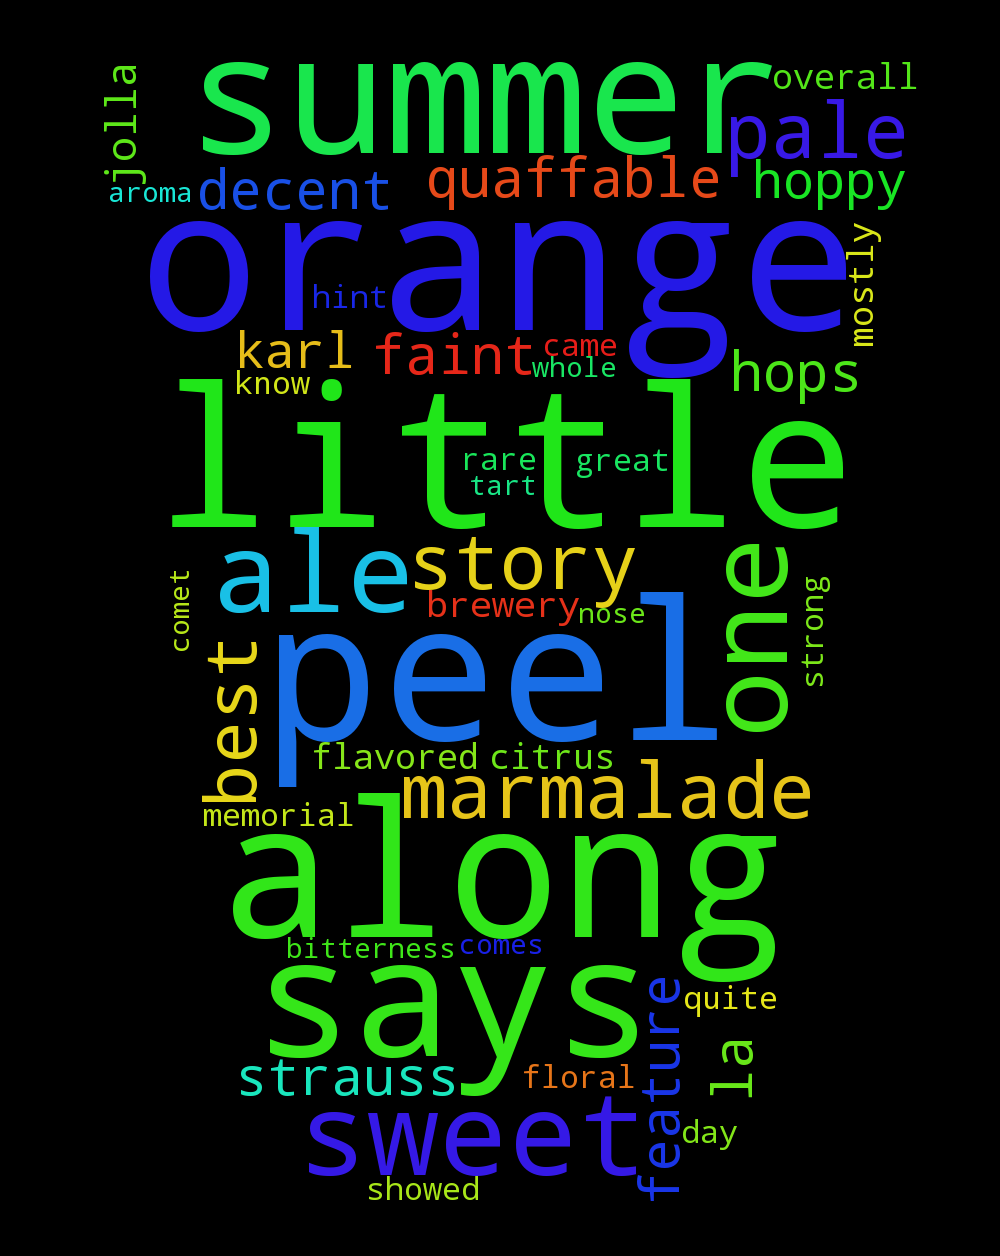 summer
overall
jolla
pale
aroma
decent
quaffable
hoppy
orange
mostly
hint
karl
faint
came
whole
hops
know
little
rare
great
tart
ale
story
one
comet
strong
brewery
nose
best
peel
flavored
citrus
marmalade
memorial
along
bitterness
comes
says
feature
quite
la
strauss
floral
sweet
day
showed